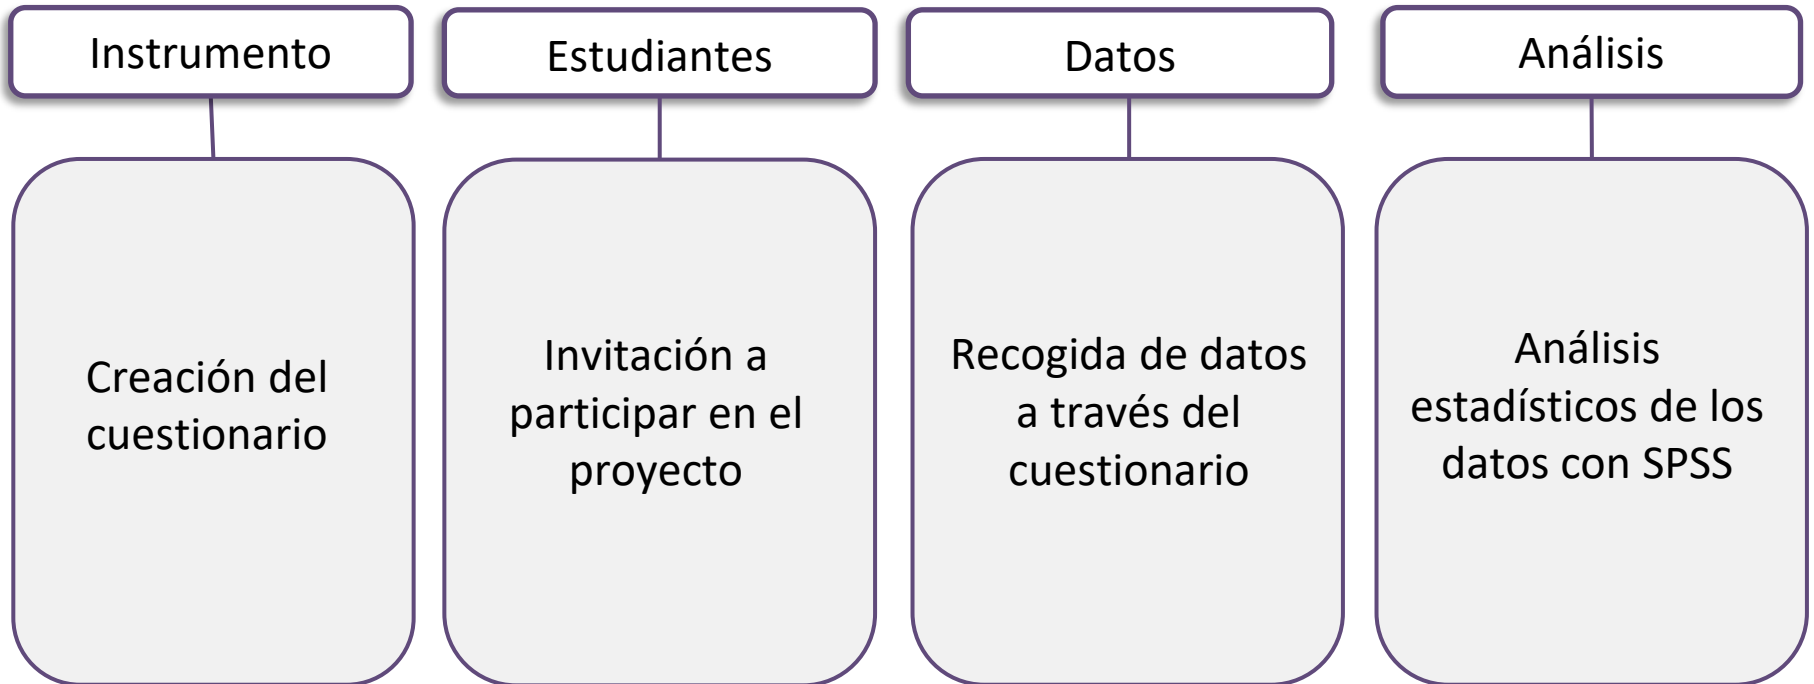 Instrumento
Estudiantes
Datos
Análisis
Creación del
cuestionario
Invitación a
participar en el
proyecto
Recogida de datos
a través del
cuestionario
Análisis
estadísticos de los
datos con SPSS